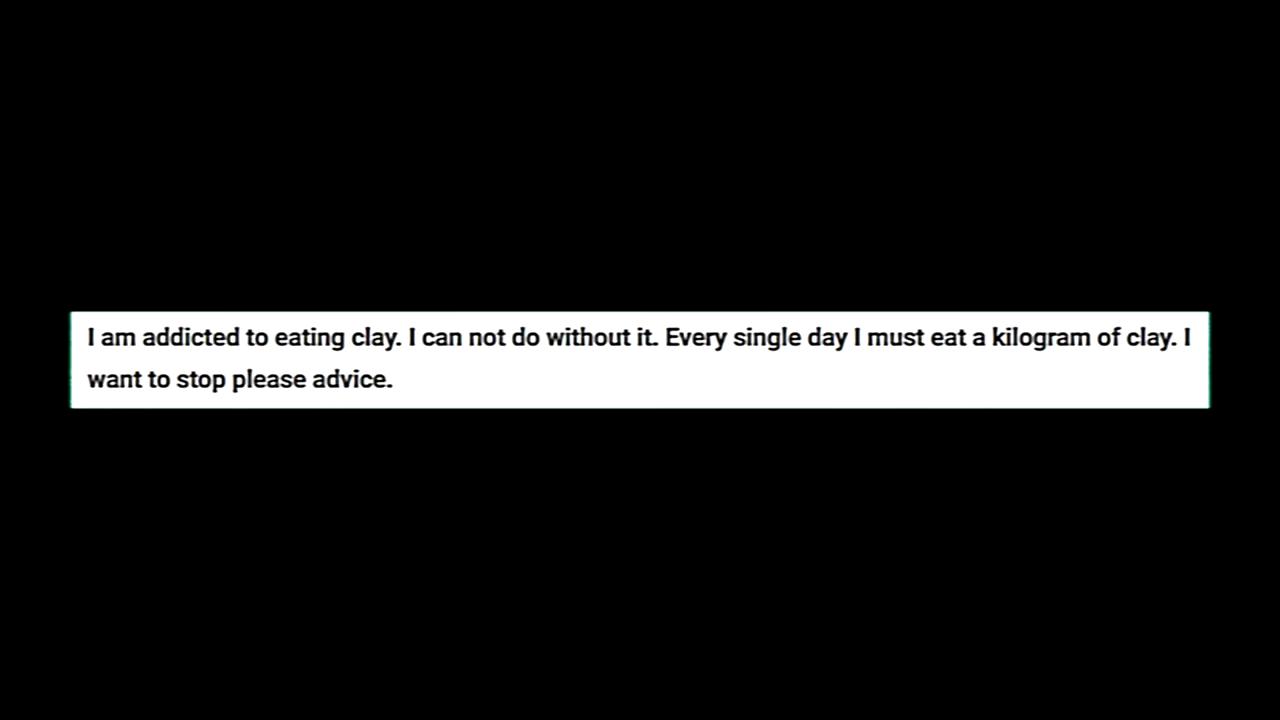 I am addicted to eating clay. I can not do without it. Every single day I must eat a kilogram of clay. I
want to stop please advice.